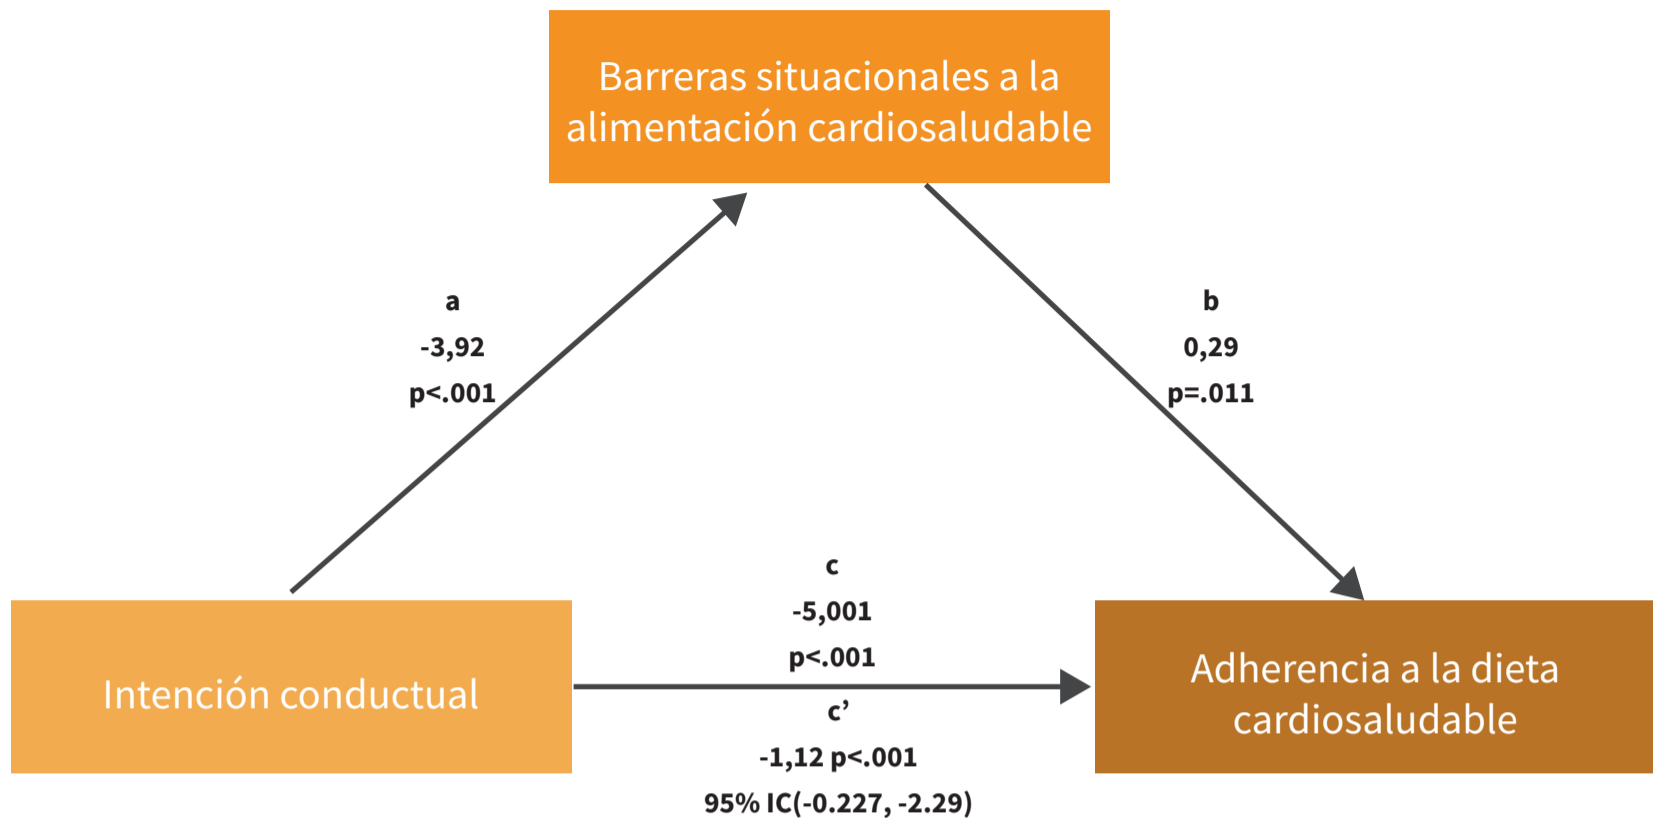 Barreras situacionales a la
alimentación cardiosaludable
a
-3,92
p<.001
b
0,29
p=.011
c
-5,001
p<.001
c’
-1,12 p<.001
95% IC(-0.227, -2.29)
Intención conductual
Adherencia a la dieta
cardiosaludable